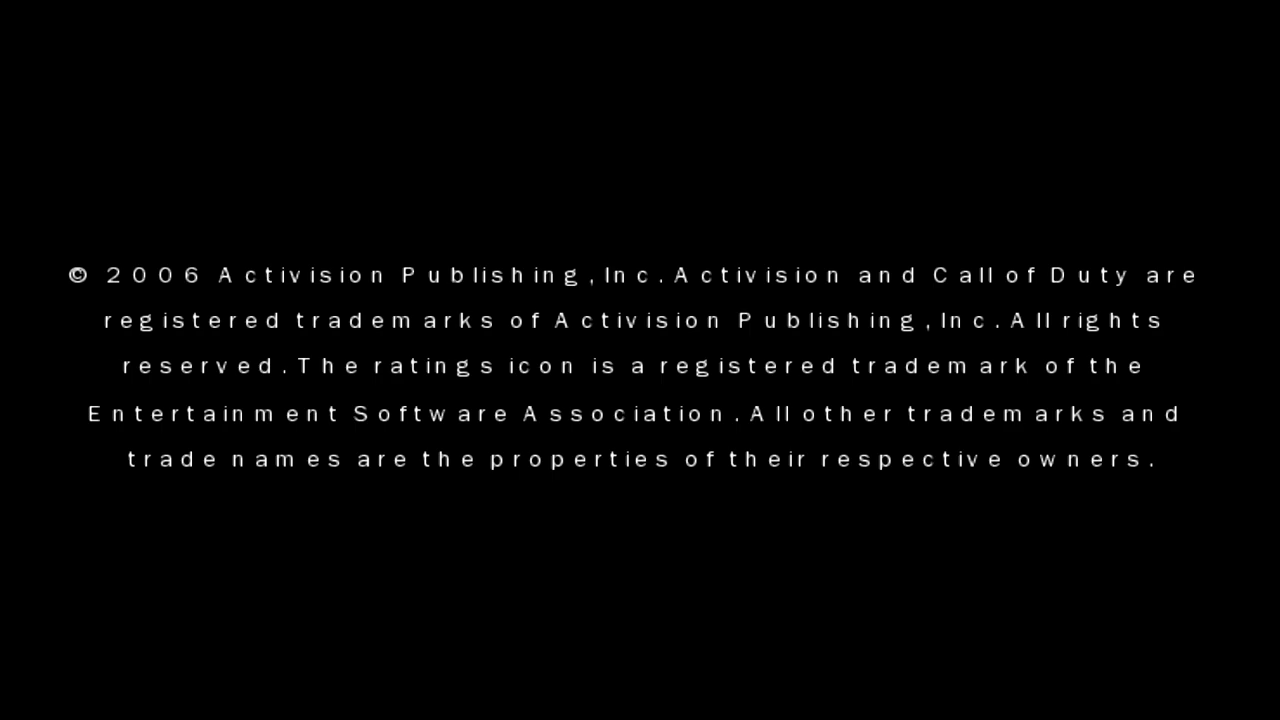 © 2006 Activision Publishing, Inc. Activision and Call of Duty are
registered trademarks of Activision Publishing, Inc. All rights
reserved. The ratings icon is a registered trademark of the
Entertainment Software Association. All other trademarks and
trade names are the properties of their respective owners.